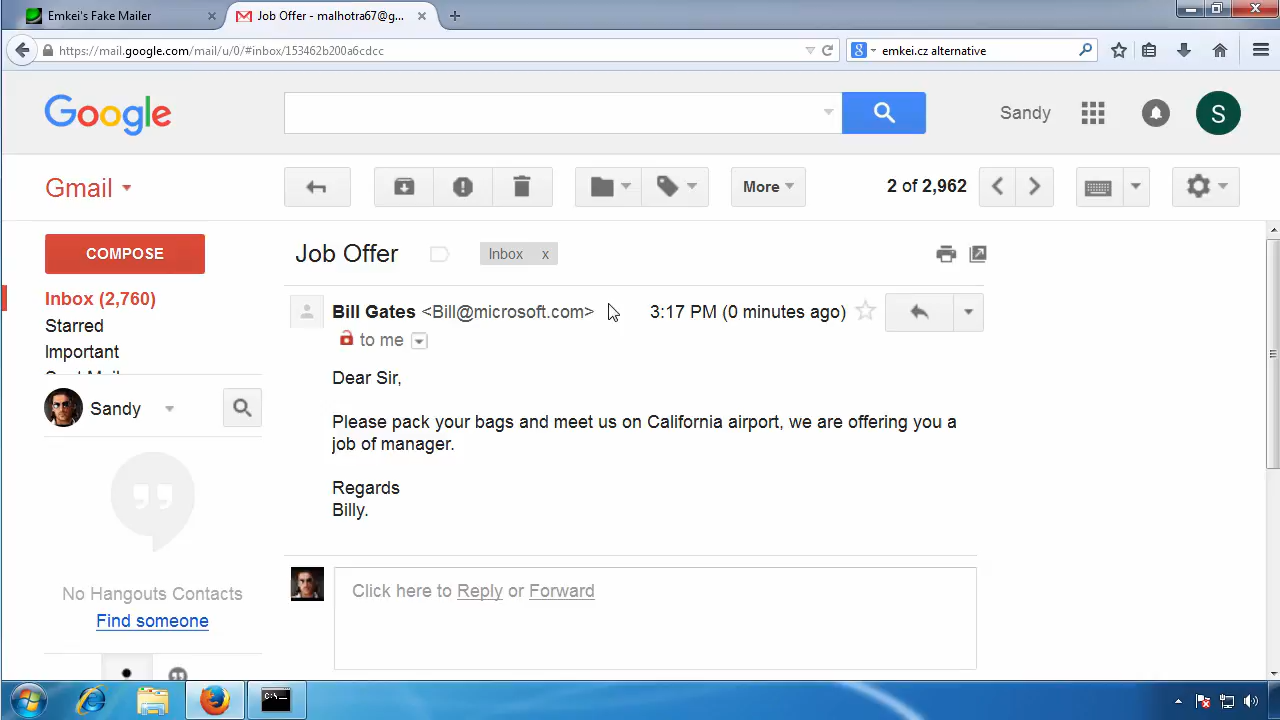 Emkei's Fake Mailer
Job Offer - malhotra67@g...
https://mail.google.com/mail/u/0/#inbox/153462b200a6cdcc
emkei.cz alternative
Google
Sandy
S
Gmail
More
2 of 2,962
COMPOSE
Job Offer
Inbox x
Inbox (2,760)
Starred
Important
Bill Gates <Bill@microsoft.com>
3:17 PM (0 minutes ago)
to me
Dear Sir,
Sandy
Please pack your bags and meet us on California airport, we are offering you a
job of manager.
Regards
Billy.
No Hangouts Contacts
Find someone
Click here to Reply or Forward